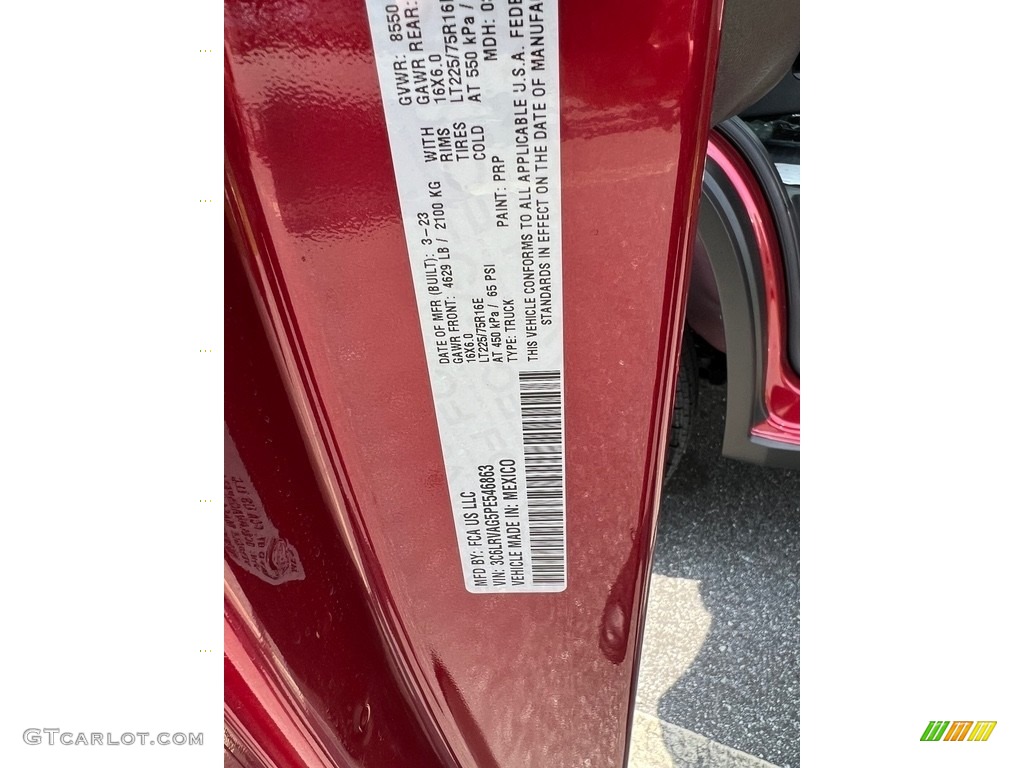 MFD BY: FCA US LLC
VIN: 3C6LRVAG5PE546863
VEHICLE MADE IN: MEXICO
DATE OF MFR (BUILT): 3-23
GVWR: 8550
GAWR FRONT: 4629 LB / 2100 KG
WITH
GAWR REAR:
16X6.0
RIMS
16X6.0
LT225/75R16E
TIRES
LT225/75R16
AT 450 kPa / 65 PSI
COLD
AT 550 kPa /
TYPE: TRUCK
PAINT: PRP
MDH:
THIS VEHICLE CONFORMS TO ALL APPLICABLE U.S.A.
STANDARDS IN EFFECT ON THE DATE OF
GTCarlot.com